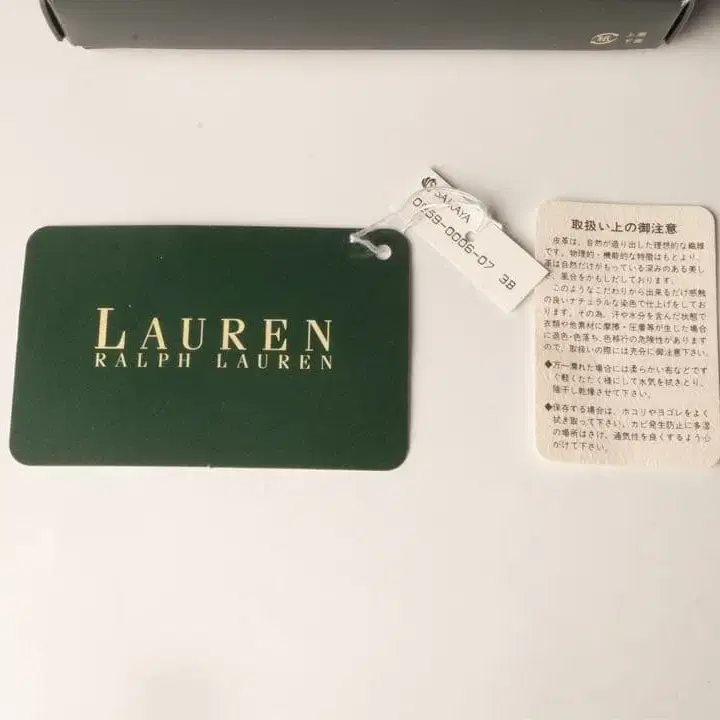 紙
上箱
下箱
LAUREN
RALPH LAUREN
SAKAYA
0659-0006-07 3B
取扱い上の御注意
皮革は、自然が造り出した理想的な繊維
です。物理的・機能的な特徴はもとより、
革は自然だけがもっている深みのある美し
さ、風合をかもしだしております。
このようなこだわりから出来るだけ感触
の良いナチュラルな染色で仕上げをしてお
ります。その為、汗や水分を含んだ状態で
衣類や他素材に摩擦・圧着等が生じた場合
に退色・色落ち、色移行の危険性があります
ので、取扱いの際には充分に御注意下さい。
◆万一濡れた場合には柔らかい布などです
ぐ軽くたたく様にして水気を拭きとり、
陰干し乾燥させて下さい。
◆保存する場合は、ホコリやヨゴレをよく
拭き取って下さい。カビ発生防止に多湿
の場所はさけ、通気性を良くするよう心
がけて下さい。